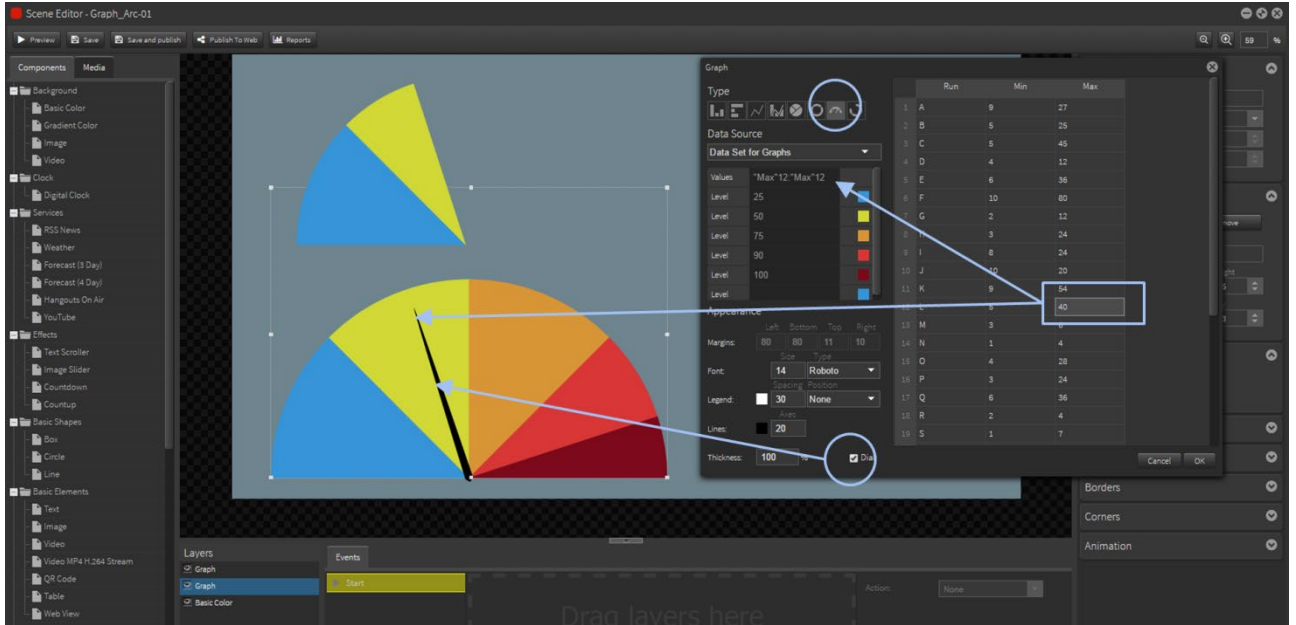 Scene Editor - Graph_Arc-01
Preview Save Save and publish Publish To Web Reports 59 %
Components Media
Background
Basic Color
Gradient Color
Image
Video
Clock
Digital Clock
Services
RSS News
Weather
Forecast (3 Day)
Forecast (4 Day)
Hangouts On Air
YouTube
Effects
Text Scroller
Image Slider
Countdown
Countup
Basic Shapes
Box
Circle
Line
Basic Elements
Text
Image
Video
Video MP4 H.264 Stream
QR Code
Table
Web View
Layers
Graph
Graph
Basic Color
Events
Start
Drag layers here
Action: None
Graph
Type
Data Source
Data Set for Graphs
Values "Max"12:"Max"12
Level 25
Level 50
Level 75
Level 90
Level 100
Level
Appearance
Left Bottom Top Right
Margins: 80 80 11 10
Size Type
Font: 14 Roboto
Spacing Position
Legend: 30 None
Axes
Lines: 20
Thickness: 100 % Dial
Run Min Max
1 A 9 27
2 B 5 25
3 C 5 45
4 D 4 12
5 E 6 36
6 F 10 80
7 G 2 12
8 H 3 24
9 I 8 24
10 J 10 20
11 K 9 54
12 L 40
13 M 3
14 N 1 4
15 O 4 28
16 P 3 24
17 Q 6 36
18 R 2 4
19 S 1 7
Cancel OK
Borders
Corners
Animation